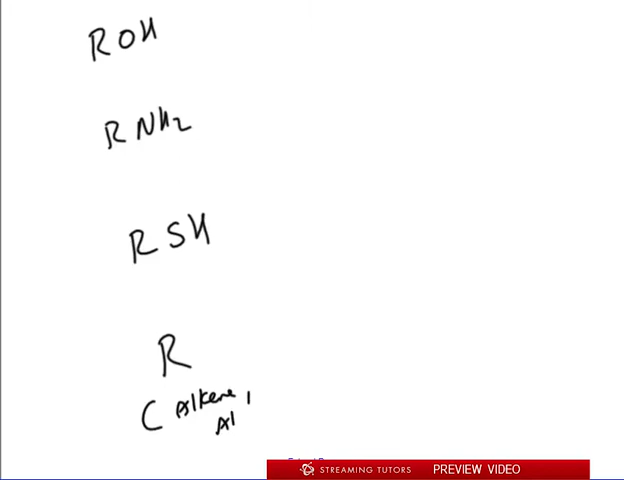 ROH
RNH2
RSH
R
C Alkene,
Al
STREAMING TUTORS PREVIEW VIDEO